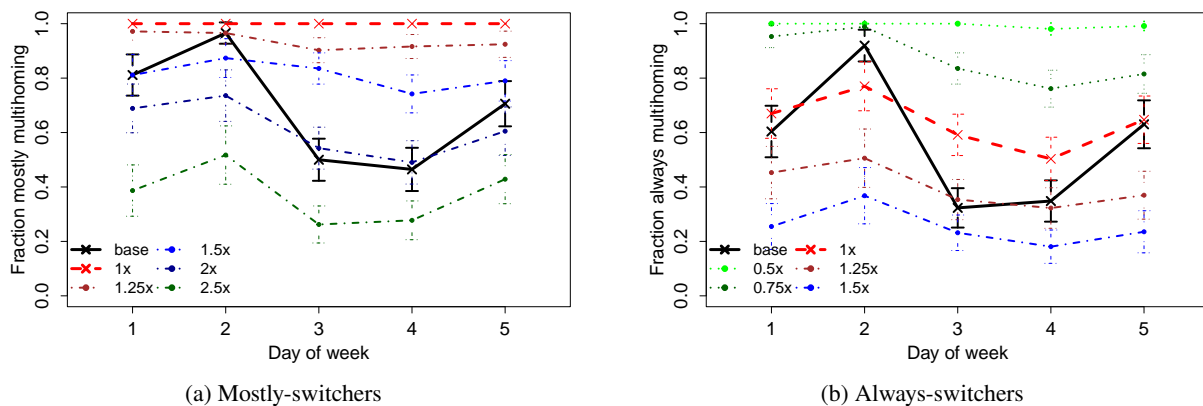 Fraction mostly multihoming
1.0
0.8
0.6
0.4
0.2
0.0
base
1x
1.25x
1.5x
2x
2.5x
1 2 3 4 5
Day of week
(a) Mostly-switchers
Fraction always multihoming
1.0
0.8
0.6
0.4
0.2
0.0
base
0.5x
0.75x
1x
1.25x
1.5x
1 2 3 4 5
Day of week
(b) Always-switchers